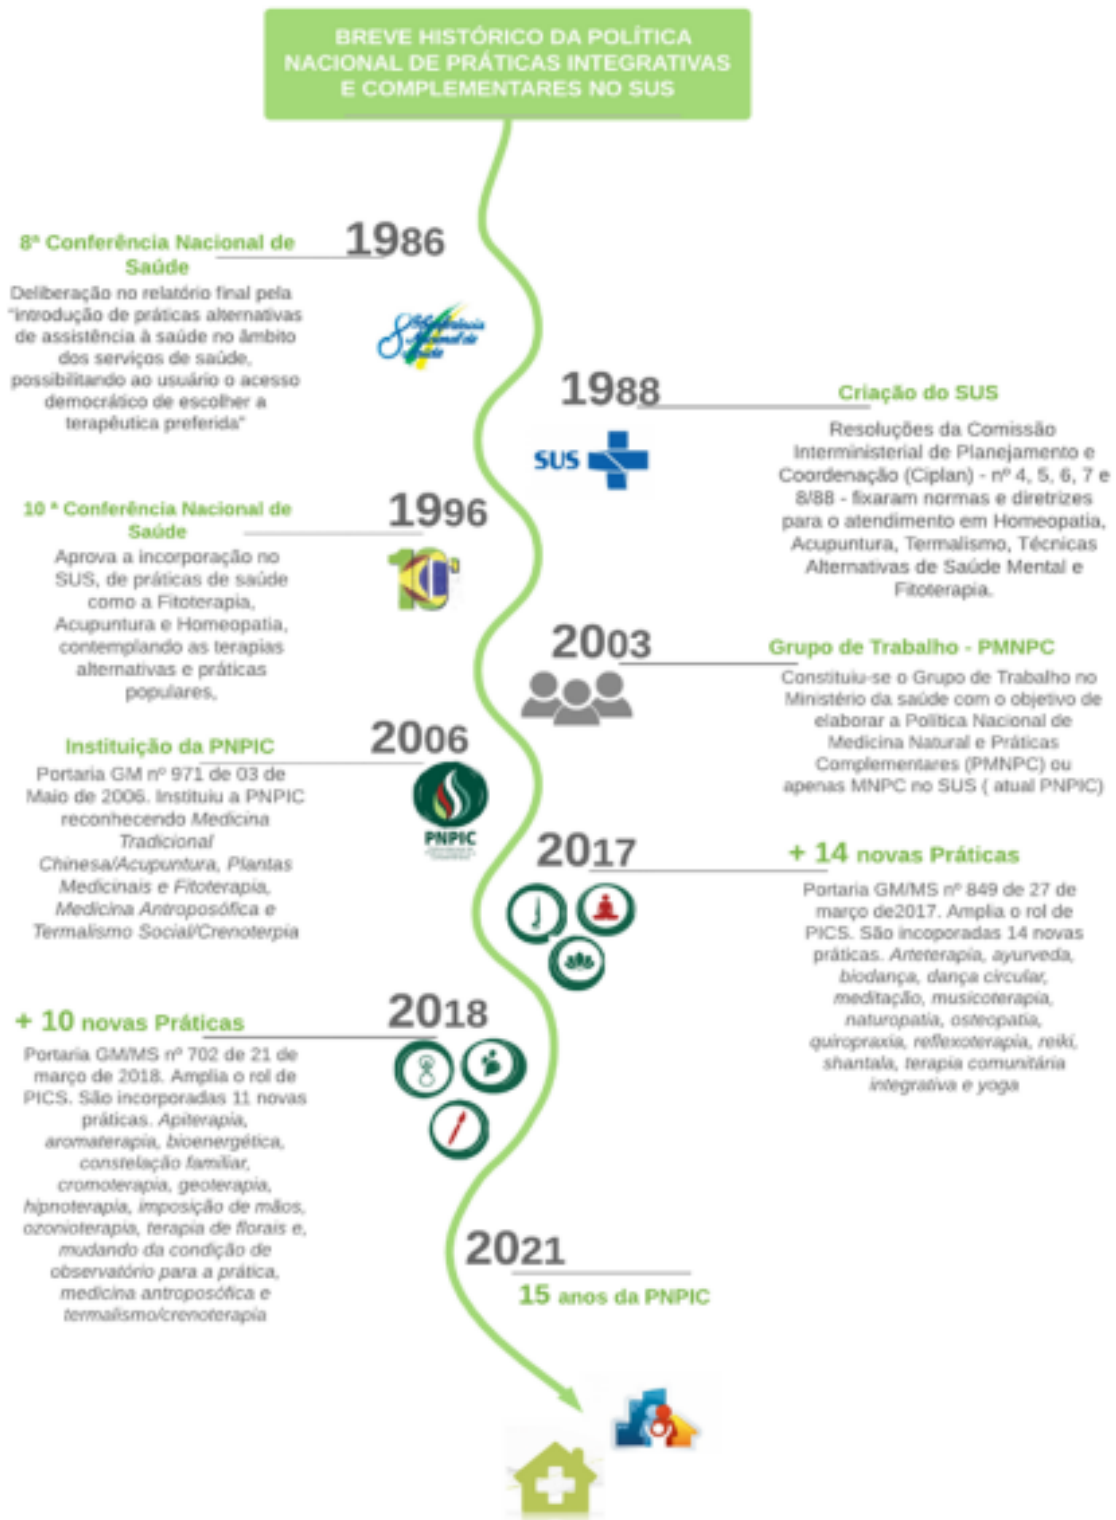 BREVE HISTÓRICO DA POLÍTICA
NACIONAL DE PRÁTICAS INTEGRATIVAS
E COMPLEMENTARES NO SUS
1986
8ª Conferência Nacional de
Saúde
Deliberação no relatório final pela
"introdução de práticas alternativas
de assistência à saúde no âmbito
dos serviços de saúde,
possibilitando ao usuário o acesso
democrático de escolher a
terapêutica preferida"
8ª Conferência
Nacional de
Saúde
1988
Criação do SUS
SUS
Resoluções da Comissão
Interministerial de Planejamento e
Coordenação (Ciplan) - nº 4, 5, 6, 7 e
8/88 - fixaram normas e diretrizes
para o atendimento em Homeopatia,
Acupuntura, Termalismo, Técnicas
Alternativas de Saúde Mental e
Fitoterapia.
1996
10 ª Conferência Nacional de
Saúde
Aprova a incorporação no
SUS, de práticas de saúde
como a Fitoterapia,
Acupuntura e Homeopatia,
contemplando as terapias
alternativas e práticas
populares,
2003
Grupo de Trabalho - PMNPC
Constituiu-se o Grupo de Trabalho no
Ministério da saúde com o objetivo de
elaborar a Política Nacional de
Medicina Natural e Práticas
Complementares (PMNPC) ou
apenas MNPC no SUS ( atual PNPIC)
2006
Instituição da PNPIC
Portaria GM nº 971 de 03 de
Maio de 2006. Instituiu a PNPIC
reconhecendo Medicina
Tradicional
Chinesa/Acupuntura, Plantas
Medicinais e Fitoterapia,
Medicina Antroposófica e
Termalismo Social/Crenoterpia
PNPIC
2017
+ 14 novas Práticas
Portaria GM/MS nº 849 de 27 de
março de2017. Amplia o rol de
PICS. São incoporadas 14 novas
práticas. Arteterapia, ayurveda,
biodança, dança circular,
meditação, musicoterapia,
naturopatia, osteopatia,
quiropraxia, reflexoterapia, reiki,
shantala, terapia comunitária
integrativa e yoga
2018
+ 10 novas Práticas
Portaria GM/MS nº 702 de 21 de
março de 2018. Amplia o rol de
PICS. São incorporadas 11 novas
práticas. Apiterapia,
aromaterapia, bioenergética,
constelação familiar,
cromoterapia, geoterapia,
hipnoterapia, imposição de mãos,
ozonioterapia, terapia de florais e,
mudando da condição de
observatório para a prática,
medicina antroposófica e
termalismo/crenoterapia
2021
15 anos da PNPIC